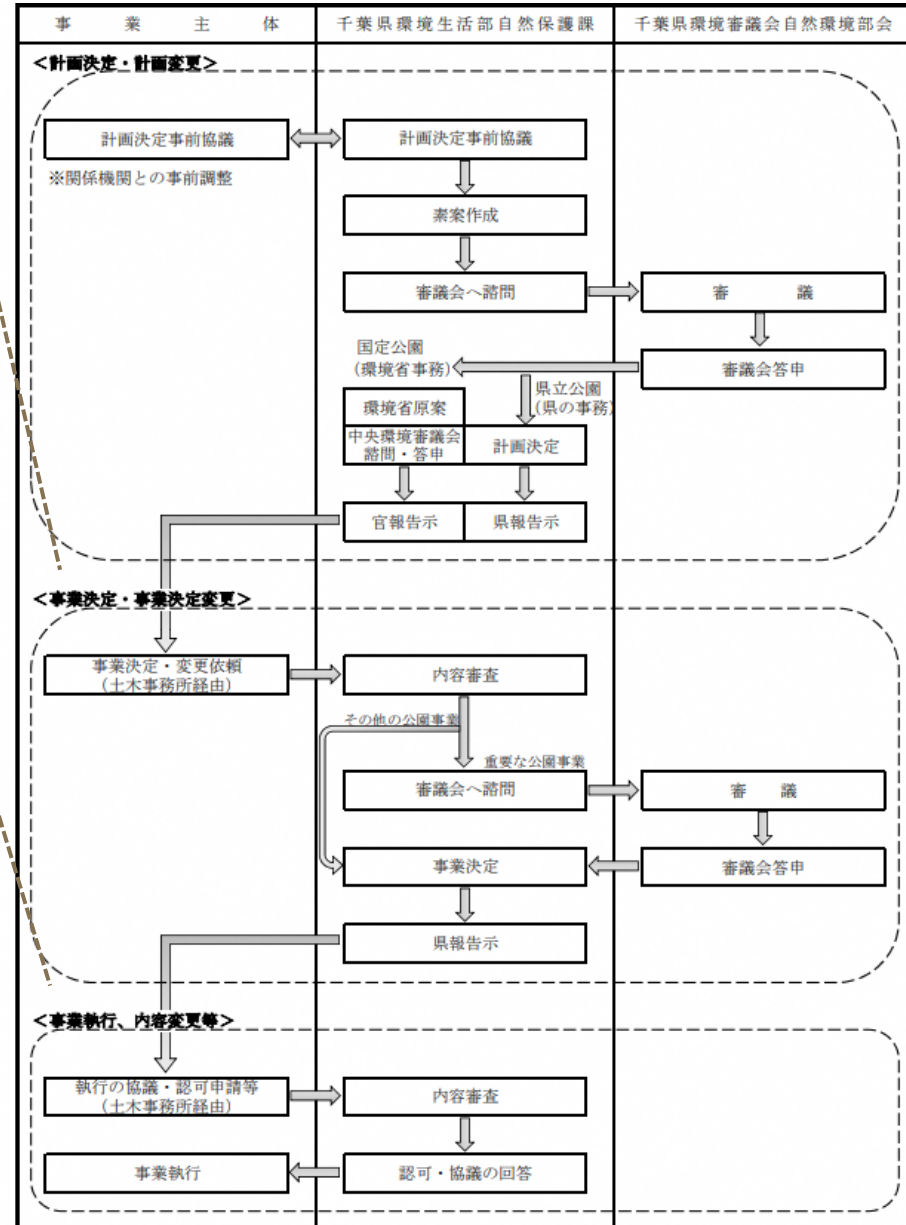 事業主体
千葉県環境生活部自然保護課
千葉県環境審議会自然環境部会
＜計画決定・計画変更＞
計画決定事前協議
計画決定事前協議
※関係機関との事前調整
素案作成
審議会へ諮問
審議
国定公園
(環境省事務)
審議会答申
県立公園
(県の事務)
環境省原案
中央環境審議会
諮問・答申
計画決定
官報告示
県報告示
＜事業決定・事業決定変更＞
事業決定・変更依頼
(土木事務所経由)
内容審査
その他の公園事業
重要な公園事業
審議会へ諮問
審議
事業決定
審議会答申
県報告示
＜事業執行、内容変更等＞
執行の協議・認可申請等
(土木事務所経由)
内容審査
事業執行
認可・協議の回答